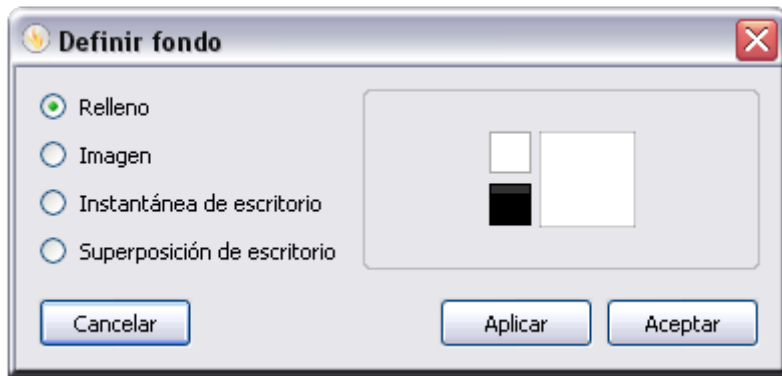 Definir fondo
Relleno
Imagen
Instantánea de escritorio
Superposición de escritorio
Cancelar Aplicar Aceptar